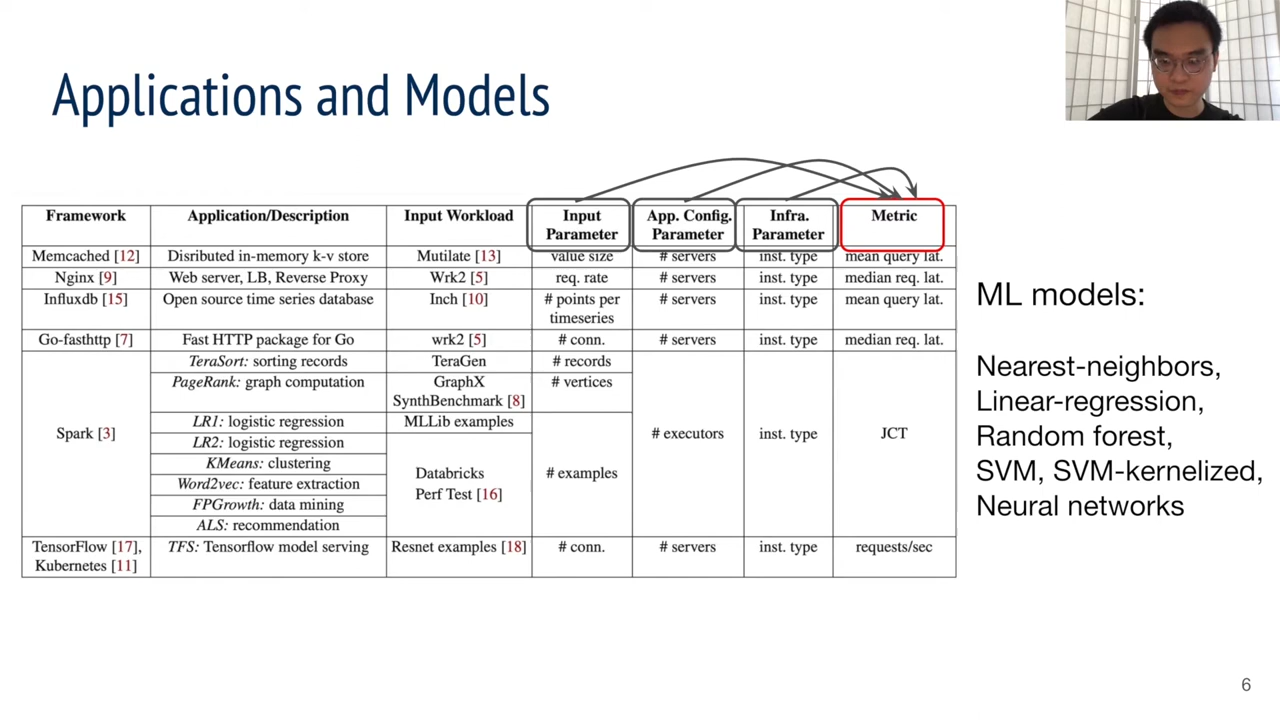 Applications and Models
Framework Application/Description Input Workload Input Parameter App. Config. Parameter Infra. Parameter Metric
Memcached [12] Disributed in-memory k-v store Mutilate [13] value size # servers inst. type mean query lat.
Nginx [9] Web server, LB, Reverse Proxy Wrk2 [5] req. rate # servers inst. type median req. lat.
Influxdb [15] Open source time series database Inch [10] # points per timeseries # servers inst. type mean query lat.
Go-fasthttp [7] Fast HTTP package for Go wrk2 [5] # conn. # servers inst. type median req. lat.
Spark [3] # executors inst. type JCT
TeraSort: sorting records TeraGen # records
PageRank: graph computation GraphX SynthBenchmark [8] # vertices
LR1: logistic regression MLLib examples
LR2: logistic regression
KMeans: clustering
Databricks Perf Test [16] # examples
Word2vec: feature extraction
FPGrowth: data mining
ALS: recommendation
TensorFlow [17], Kubernetes [11] TFS: Tensorflow model serving Resnet examples [18] # conn. # servers inst. type requests/sec
ML models:
Nearest-neighbors,
Linear-regression,
Random forest,
SVM, SVM-kernelized,
Neural networks
6